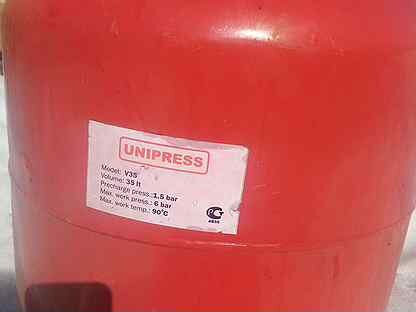 UNIPRESS
Model: V35
Volume: 35 lt
Precharge press.: 1.5 bar
Max. work press.: 6 bar
Max. work temp.: 90°C